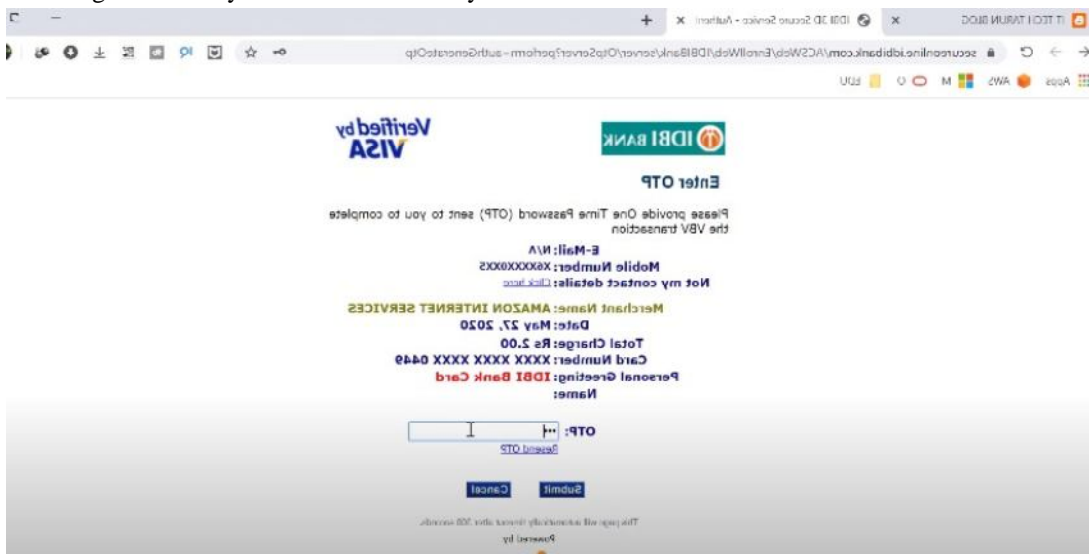 IT TECH TARUN BLOG
IDBI 3D Secure Service - Authent
secureonline.idbibank.com/ACSWeb/EnrollWeb/IDBIBank/server/OtpServer?perform=authGenerateOtp
Apps AWS M O EDU
IDBI BANK
Verified by
VISA
Enter OTP
Please provide One Time Password (OTP) sent to you to complete
the VBV transaction
E-Mail: N/A
Mobile Number: X6XXXX0XX5
Not my contact details: Click here
Merchant Name: AMAZON INTERNET SERVICES
Date: May 27, 2020
Total Charge: Rs 2.00
Card Number: XXXX XXXX XXXX 0449
Personal Greeting: IDBI Bank Card
Name:
OTP:
Resend OTP
Submit Cancel
This page will automatically timeout after 300 seconds.
Powered by